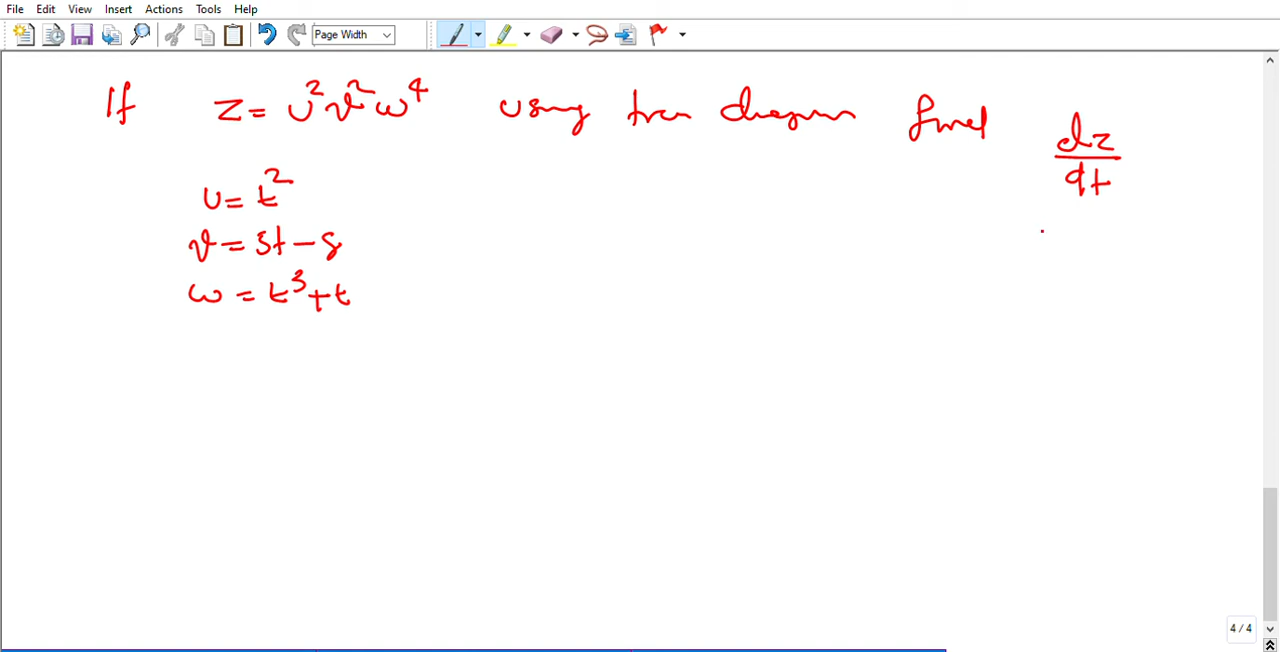 File Edit View Insert Actions Tools Help
Page Width
If z = u²v²w⁴ using tree diagram find dz/dt
u = t²
v = 5t - 8
w = t³ + t
4 / 4